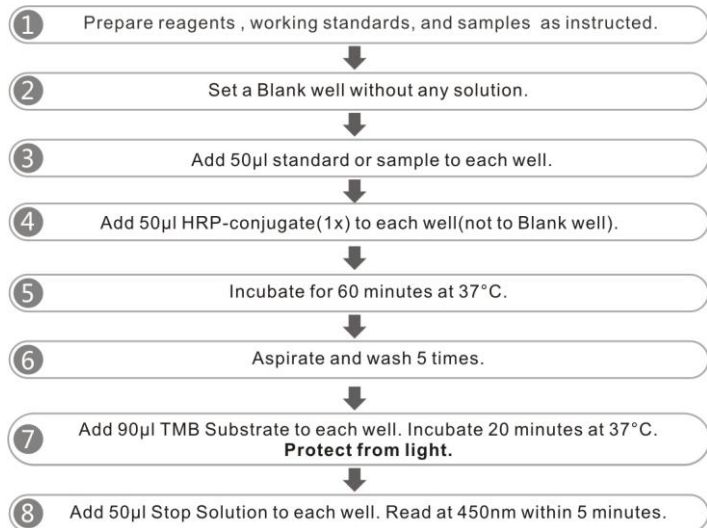 1 Prepare reagents , working standards, and samples as instructed.
2 Set a Blank well without any solution.
3 Add 50μl standard or sample to each well.
4 Add 50μl HRP-conjugate(1x) to each well(not to Blank well).
5 Incubate for 60 minutes at 37°C.
6 Aspirate and wash 5 times.
7 Add 90μl TMB Substrate to each well. Incubate 20 minutes at 37°C.
Protect from light.
8 Add 50μl Stop Solution to each well. Read at 450nm within 5 minutes.